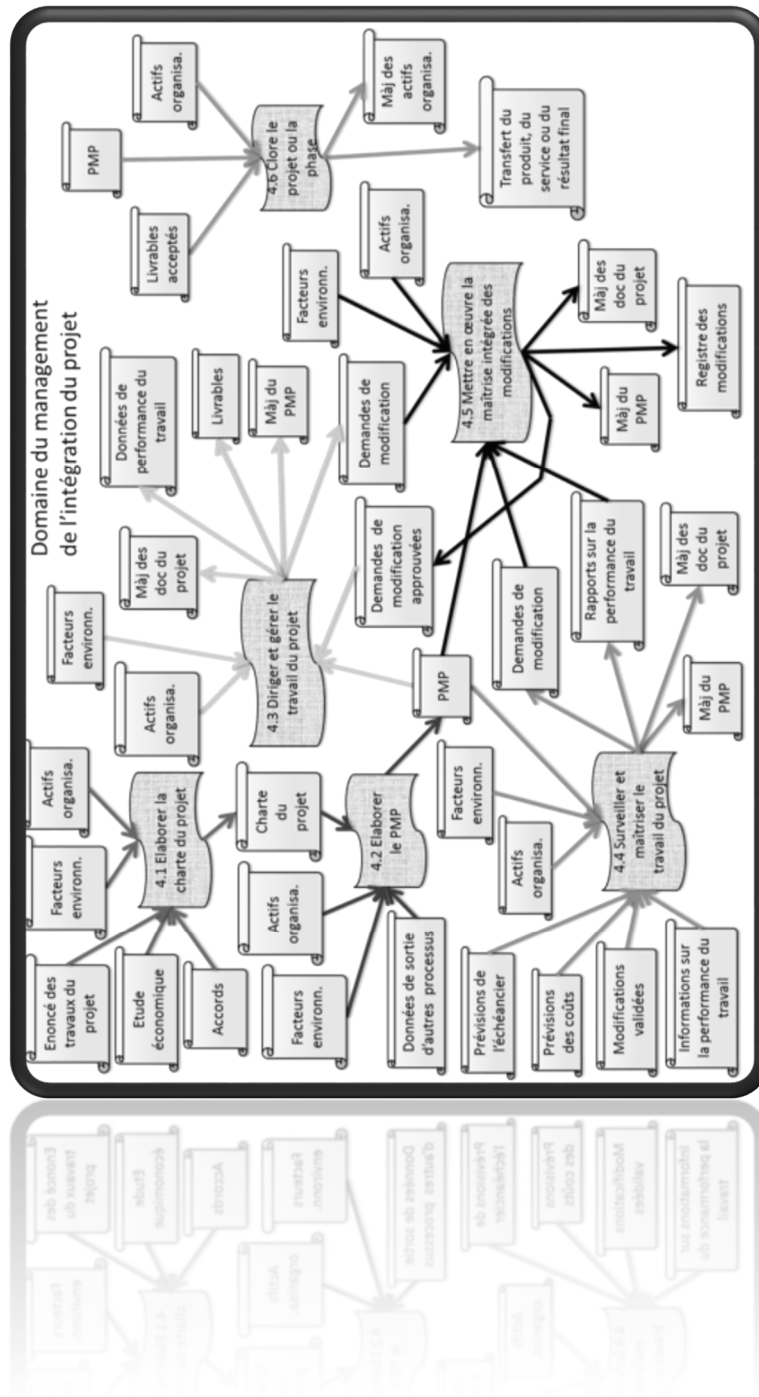 Domaine du management
de l'intégration du projet
Enoncé des
travaux du
projet
Etude
économique
Accords
Facteurs
environn.
Actifs
organisa.
4.1 Elaborer la
charte du projet
Charte
du
projet
Facteurs
environn.
Actifs
organisa.
Données de sortie
d'autres processus
4.2 Elaborer
le PMP
PMP
Actifs
organisa.
Facteurs
environn.
4.3 Diriger et gérer le
travail du projet
Màj des
doc du
projet
Données de
performance du
travail
Livrables
Màj du
PMP
Demandes de
modification
Demandes de
modification
approuvées
Prévisions de
l'échéancier
Prévisions
des coûts
Modifications
validées
Informations sur
la performance du
travail
Actifs
organisa.
Facteurs
environn.
4.4 Surveiller et
maîtriser le
travail du projet
Demandes de
modification
Rapports sur la
performance du
travail
Màj du
PMP
Màj des
doc du
projet
Facteurs
environn.
Actifs
organisa.
4.5 Mettre en œuvre la
maîtrise intégrée des
modifications
Màj du
PMP
Registre des
modifications
Màj des
doc du
projet
Livrables
acceptés
PMP
Actifs
organisa.
4.6 Clore le
projet ou la
phase
Màj des
actifs
organisa.
Transfert du
produit, du
service ou du
résultat final